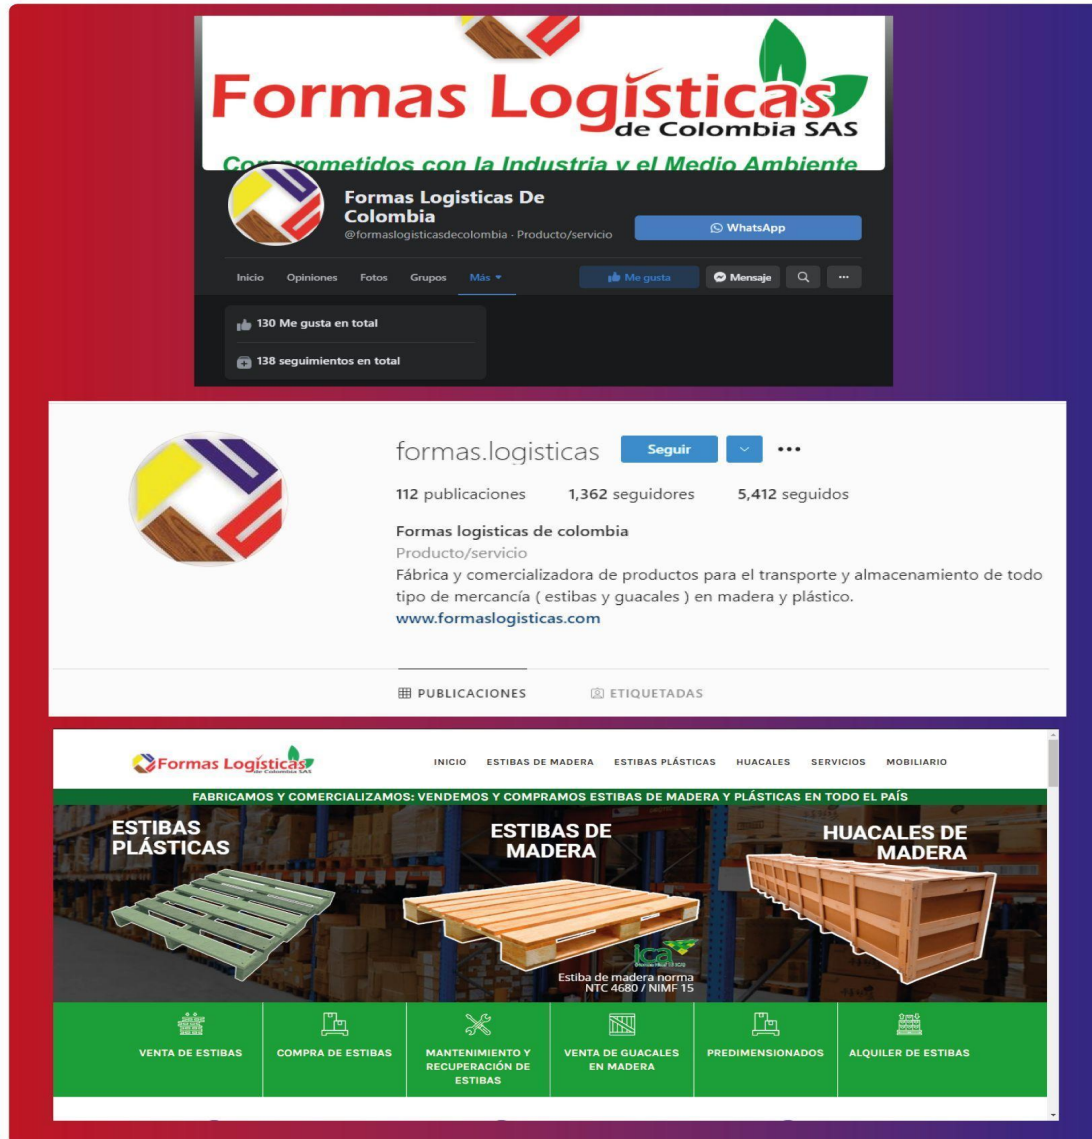 Formas Logísticas
de Colombia SAS
Comprometidos con la Industria y el Medio Ambiente
Formas Logisticas De
Colombia
@formaslogisticasdecolombia · Producto/servicio
WhatsApp
Inicio Opiniones Fotos Grupos Más
Me gusta Mensaje
130 Me gusta en total
138 seguimientos en total
formas.logisticas Seguir
112 publicaciones 1,362 seguidores 5,412 seguidos
Formas logisticas de colombia
Producto/servicio
Fábrica y comercializadora de productos para el transporte y almacenamiento de todo
tipo de mercancía ( estibas y guacales ) en madera y plástico.
www.formaslogisticas.com
PUBLICACIONES ETIQUETADAS
Formas Logísticas
de Colombia SAS
INICIO ESTIBAS DE MADERA ESTIBAS PLÁSTICAS HUACALES SERVICIOS MOBILIARIO
FABRICAMOS Y COMERCIALIZAMOS: VENDEMOS Y COMPRAMOS ESTIBAS DE MADERA Y PLÁSTICAS EN TODO EL PAÍS
ESTIBAS
PLÁSTICAS
ESTIBAS DE
MADERA
HUACALES DE
MADERA
ica
Estiba de madera norma
NTC 4680 / NIMF 15
VENTA DE ESTIBAS
COMPRA DE ESTIBAS
MANTENIMIENTO Y
RECUPERACIÓN DE
ESTIBAS
VENTA DE GUACALES
EN MADERA
PREDIMENSIONADOS
ALQUILER DE ESTIBAS